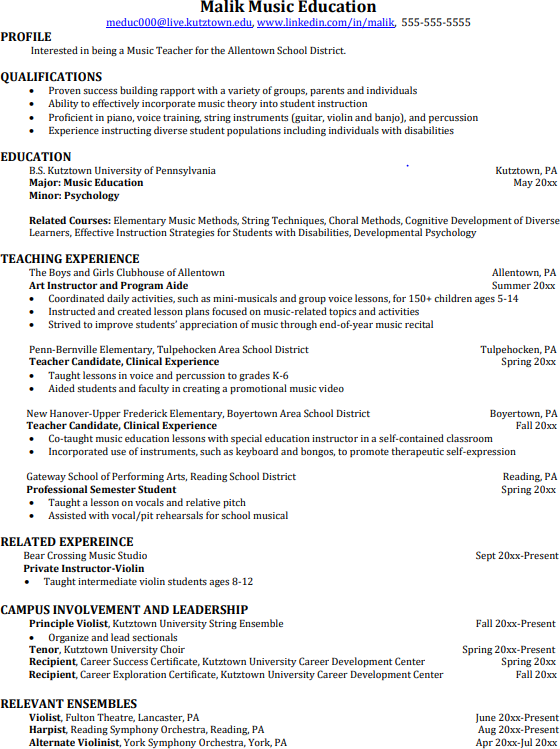 Malik Music Education
meduc000@live.kutztown.edu, www.linkedin.com/in/malik, 555-555-5555
PROFILE
Interested in being a Music Teacher for the Allentown School District.
QUALIFICATIONS
• Proven success building rapport with a variety of groups, parents and individuals
• Ability to effectively incorporate music theory into student instruction
• Proficient in piano, voice training, string instruments (guitar, violin and banjo), and percussion
• Experience instructing diverse student populations including individuals with disabilities
EDUCATION
B.S. Kutztown University of Pennsylvania Kutztown, PA
Major: Music Education May 20xx
Minor: Psychology
Related Courses: Elementary Music Methods, String Techniques, Choral Methods, Cognitive Development of Diverse
Learners, Effective Instruction Strategies for Students with Disabilities, Developmental Psychology
TEACHING EXPERIENCE
The Boys and Girls Clubhouse of Allentown Allentown, PA
Art Instructor and Program Aide Summer 20xx
• Coordinated daily activities, such as mini-musicals and group voice lessons, for 150+ children ages 5-14
• Instructed and created lesson plans focused on music-related topics and activities
• Strived to improve students' appreciation of music through end-of-year music recital
Penn-Bernville Elementary, Tulpehocken Area School District Tulpehocken, PA
Teacher Candidate, Clinical Experience Spring 20xx
• Taught lessons in voice and percussion to grades K-6
• Aided students and faculty in creating a promotional music video
New Hanover-Upper Frederick Elementary, Boyertown Area School District Boyertown, PA
Teacher Candidate, Clinical Experience Fall 20xx
• Co-taught music education lessons with special education instructor in a self-contained classroom
• Incorporated use of instruments, such as keyboard and bongos, to promote therapeutic self-expression
Gateway School of Performing Arts, Reading School District Reading, PA
Professional Semester Student Spring 20xx
• Taught a lesson on vocals and relative pitch
• Assisted with vocal/pit rehearsals for school musical
RELATED EXPEREINCE
Bear Crossing Music Studio Sept 20xx-Present
Private Instructor-Violin
• Taught intermediate violin students ages 8-12
CAMPUS INVOLVEMENT AND LEADERSHIP
Principle Violist, Kutztown University String Ensemble Fall 20xx-Present
• Organize and lead sectionals
Tenor, Kutztown University Choir Spring 20xx-Present
Recipient, Career Success Certificate, Kutztown University Career Development Center Spring 20xx
Recipient, Career Exploration Certificate, Kutztown University Career Development Center Fall 20xx
RELEVANT ENSEMBLES
Violist, Fulton Theatre, Lancaster, PA June 20xx-Present
Harpist, Reading Symphony Orchestra, Reading, PA Aug 20xx-Present
Alternate Violinist, York Symphony Orchestra, York, PA Apr 20xx-Jul 20xx